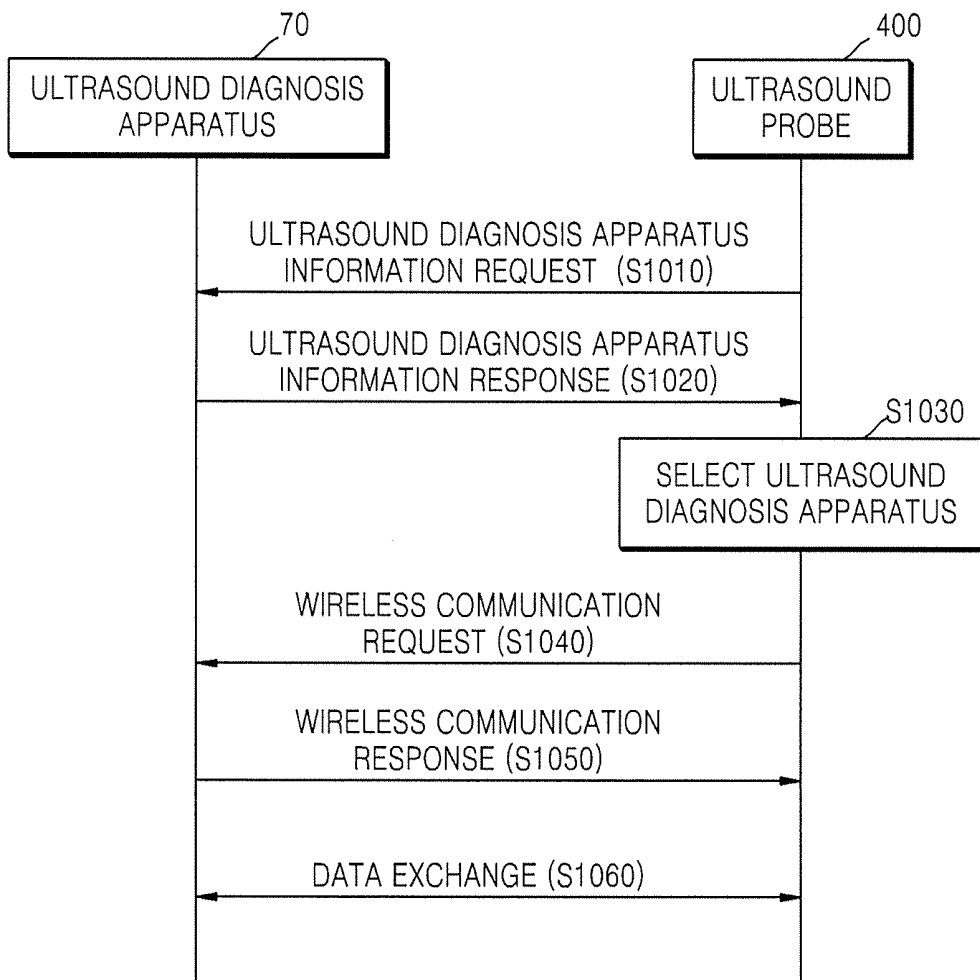 70
400
ULTRASOUND DIAGNOSIS
APPARATUS
ULTRASOUND
PROBE
ULTRASOUND DIAGNOSIS APPARATUS
INFORMATION REQUEST (S1010)
ULTRASOUND DIAGNOSIS APPARATUS
INFORMATION RESPONSE (S1020)
S1030
SELECT ULTRASOUND
DIAGNOSIS APPARATUS
WIRELESS COMMUNICATION
REQUEST (S1040)
WIRELESS COMMUNICATION
RESPONSE (S1050)
DATA EXCHANGE (S1060)